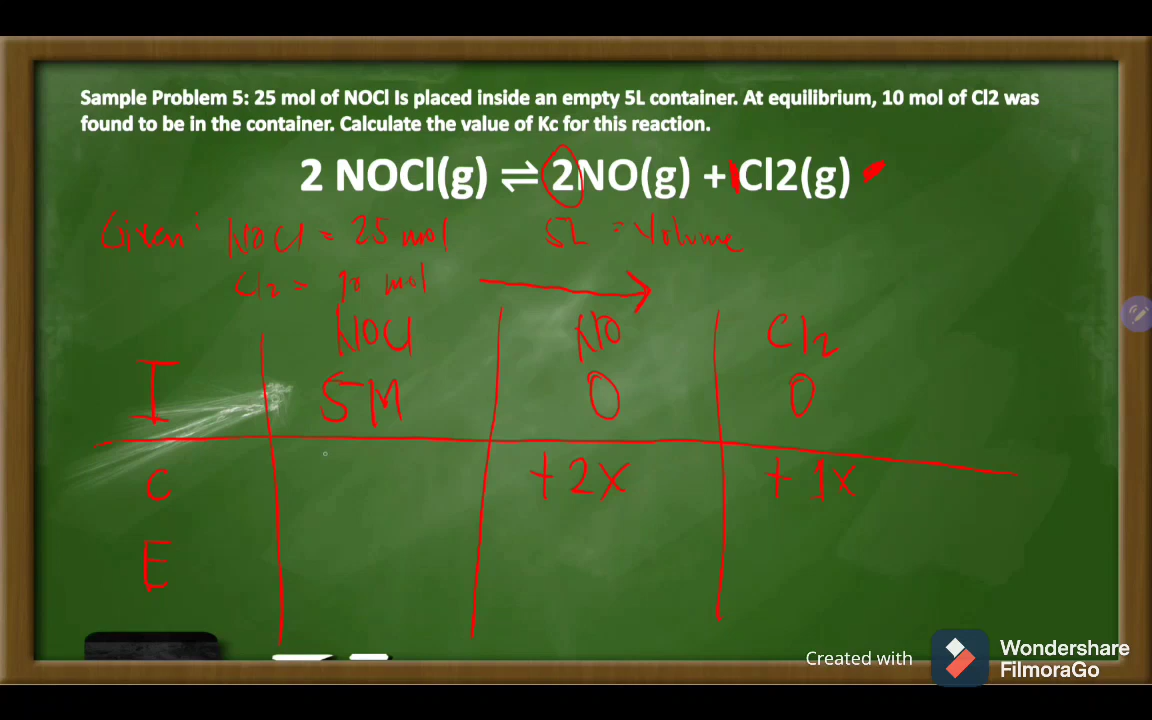 Sample Problem 5: 25 mol of NOCl Is placed inside an empty 5L container. At equilibrium, 10 mol of Cl2 was
found to be in the container. Calculate the value of Kc for this reaction.
2 NOCl(g) ⇌ 2NO(g) + 1Cl2(g)
Given: NOCl = 25 mol 5L = Volume
Cl2 = 10 mol →
NOCl NO Cl2
I 5M 0 0
C +2x +1x
E
Created with Wondershare FilmoraGo